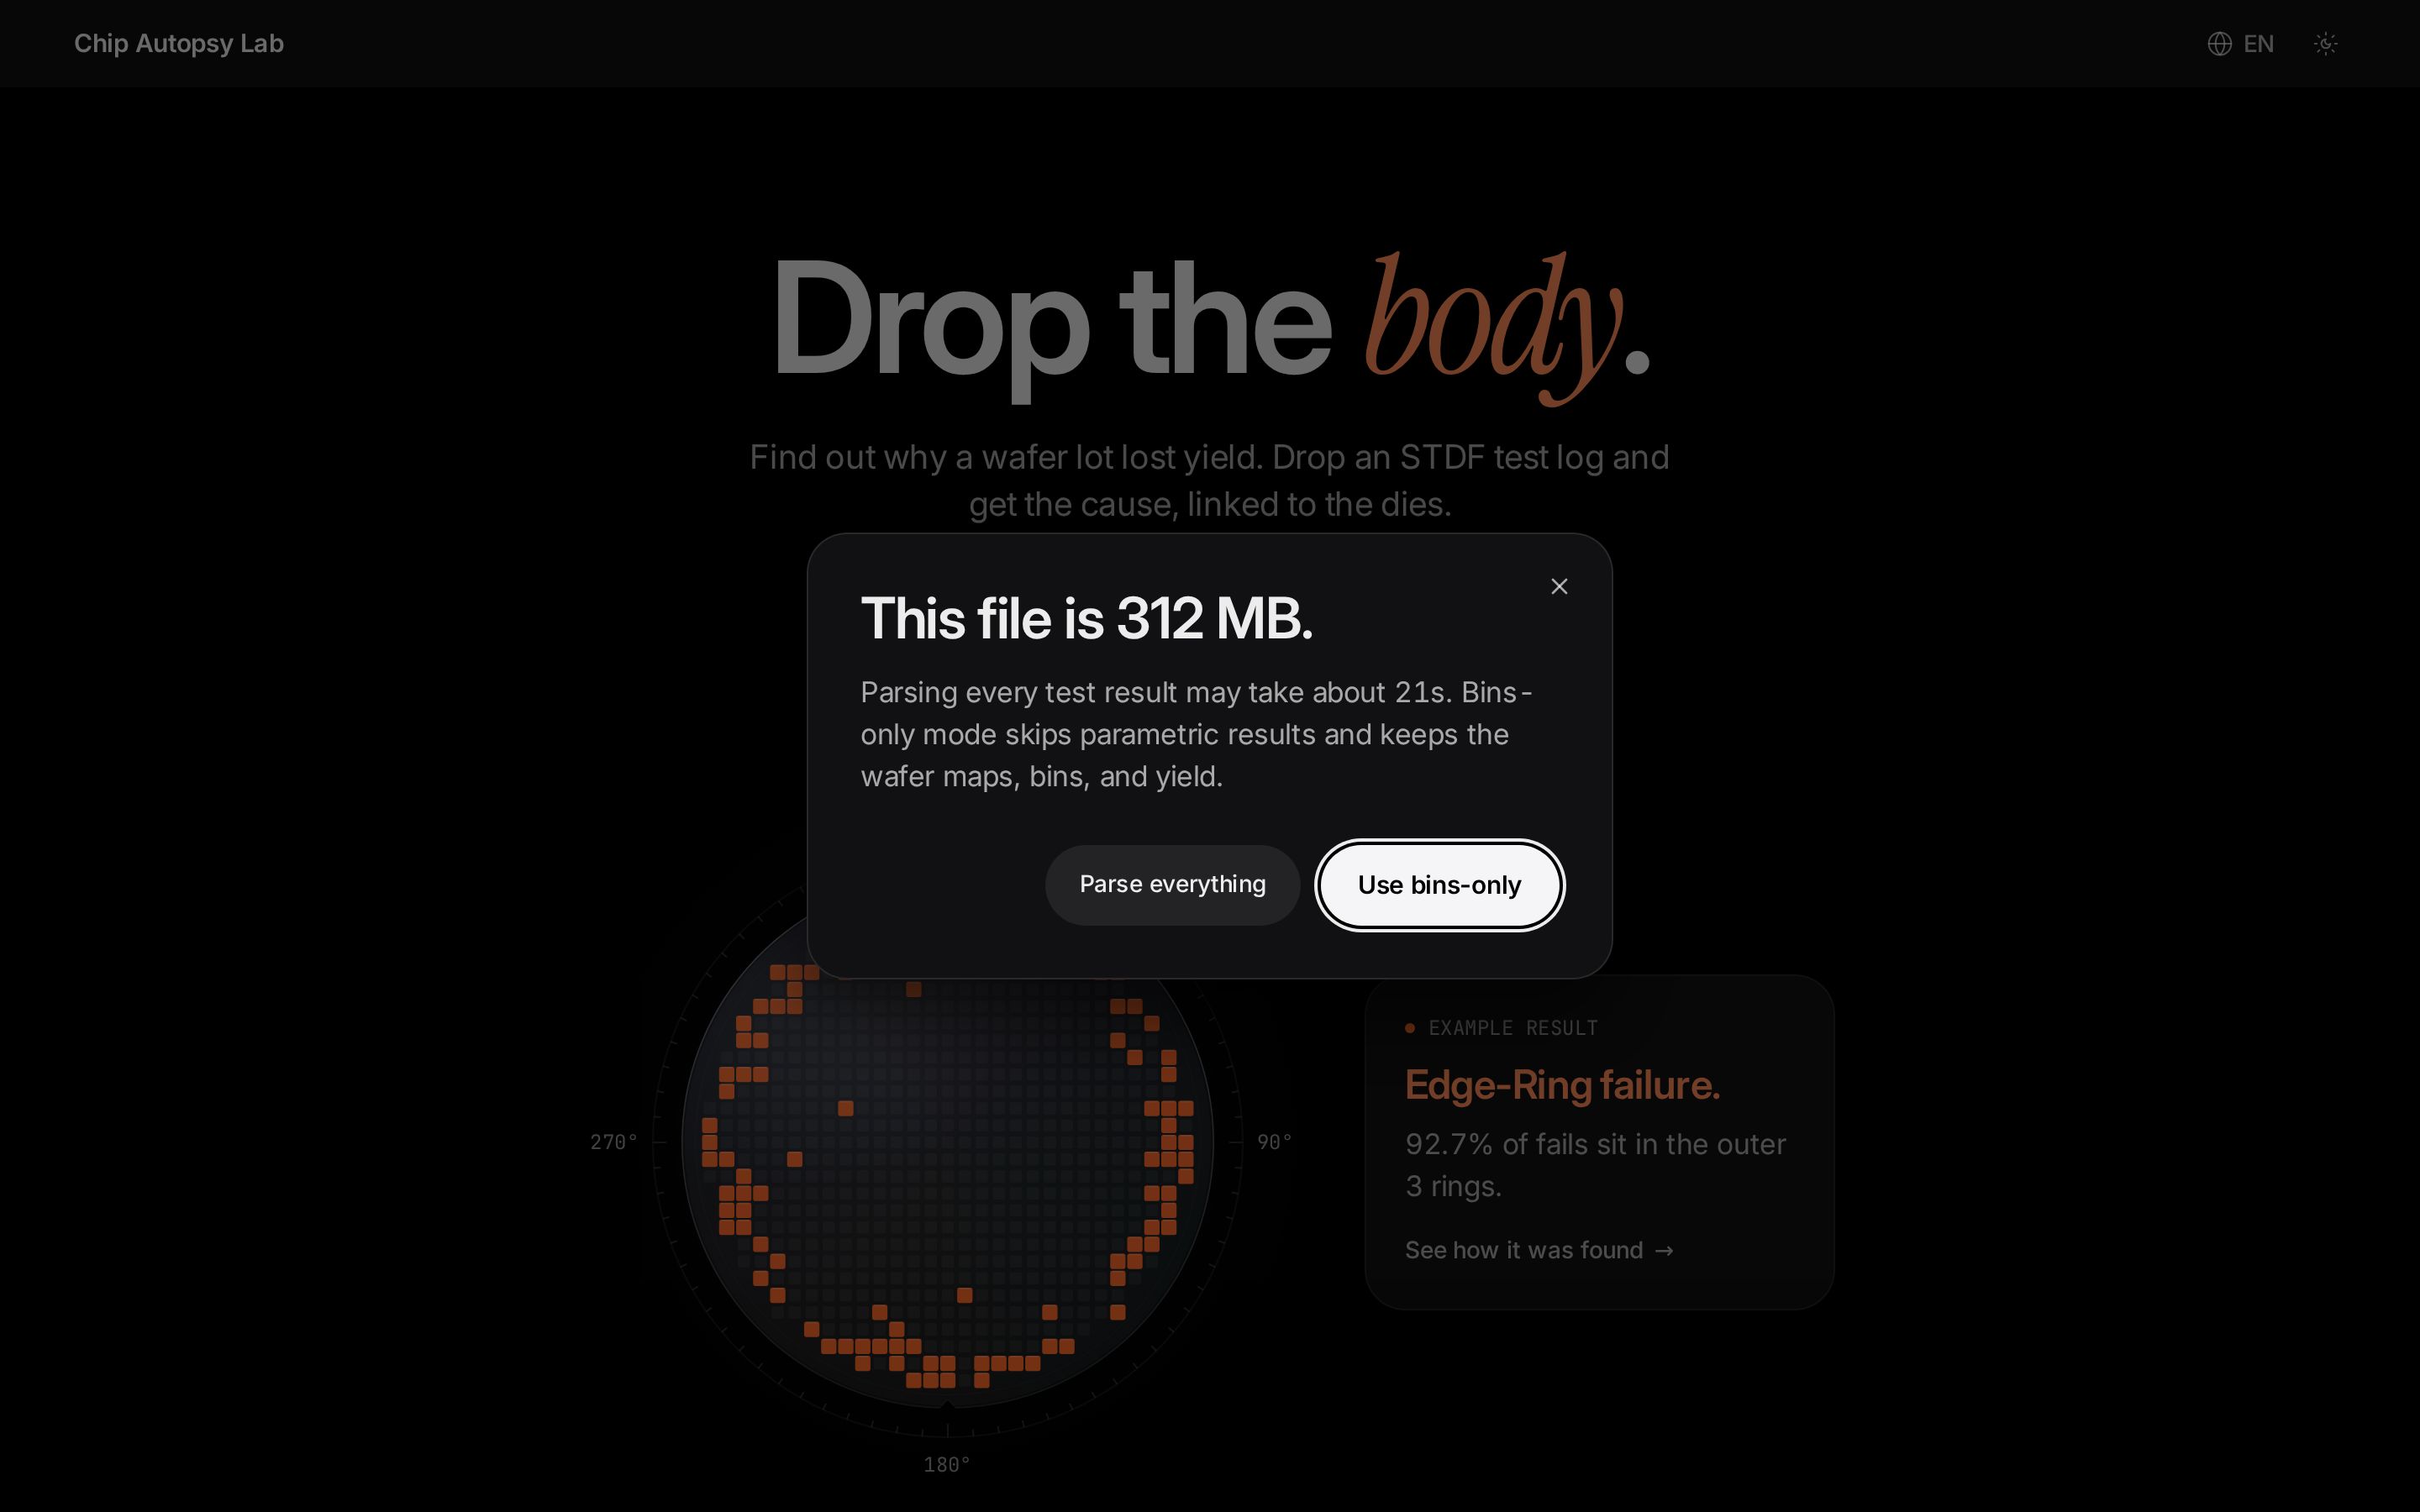 Chip Autopsy Lab
EN
Drop the body.
Find out why a wafer lot lost yield. Drop an STDF test log and
get the cause, linked to the dies.
This file is 312 MB.
Parsing every test result may take about 21s. Bins-
only mode skips parametric results and keeps the
wafer maps, bins, and yield.
Parse everything
Use bins-only
270°
90°
180°
EXAMPLE RESULT
Edge-Ring failure.
92.7% of fails sit in the outer
3 rings.
See how it was found →